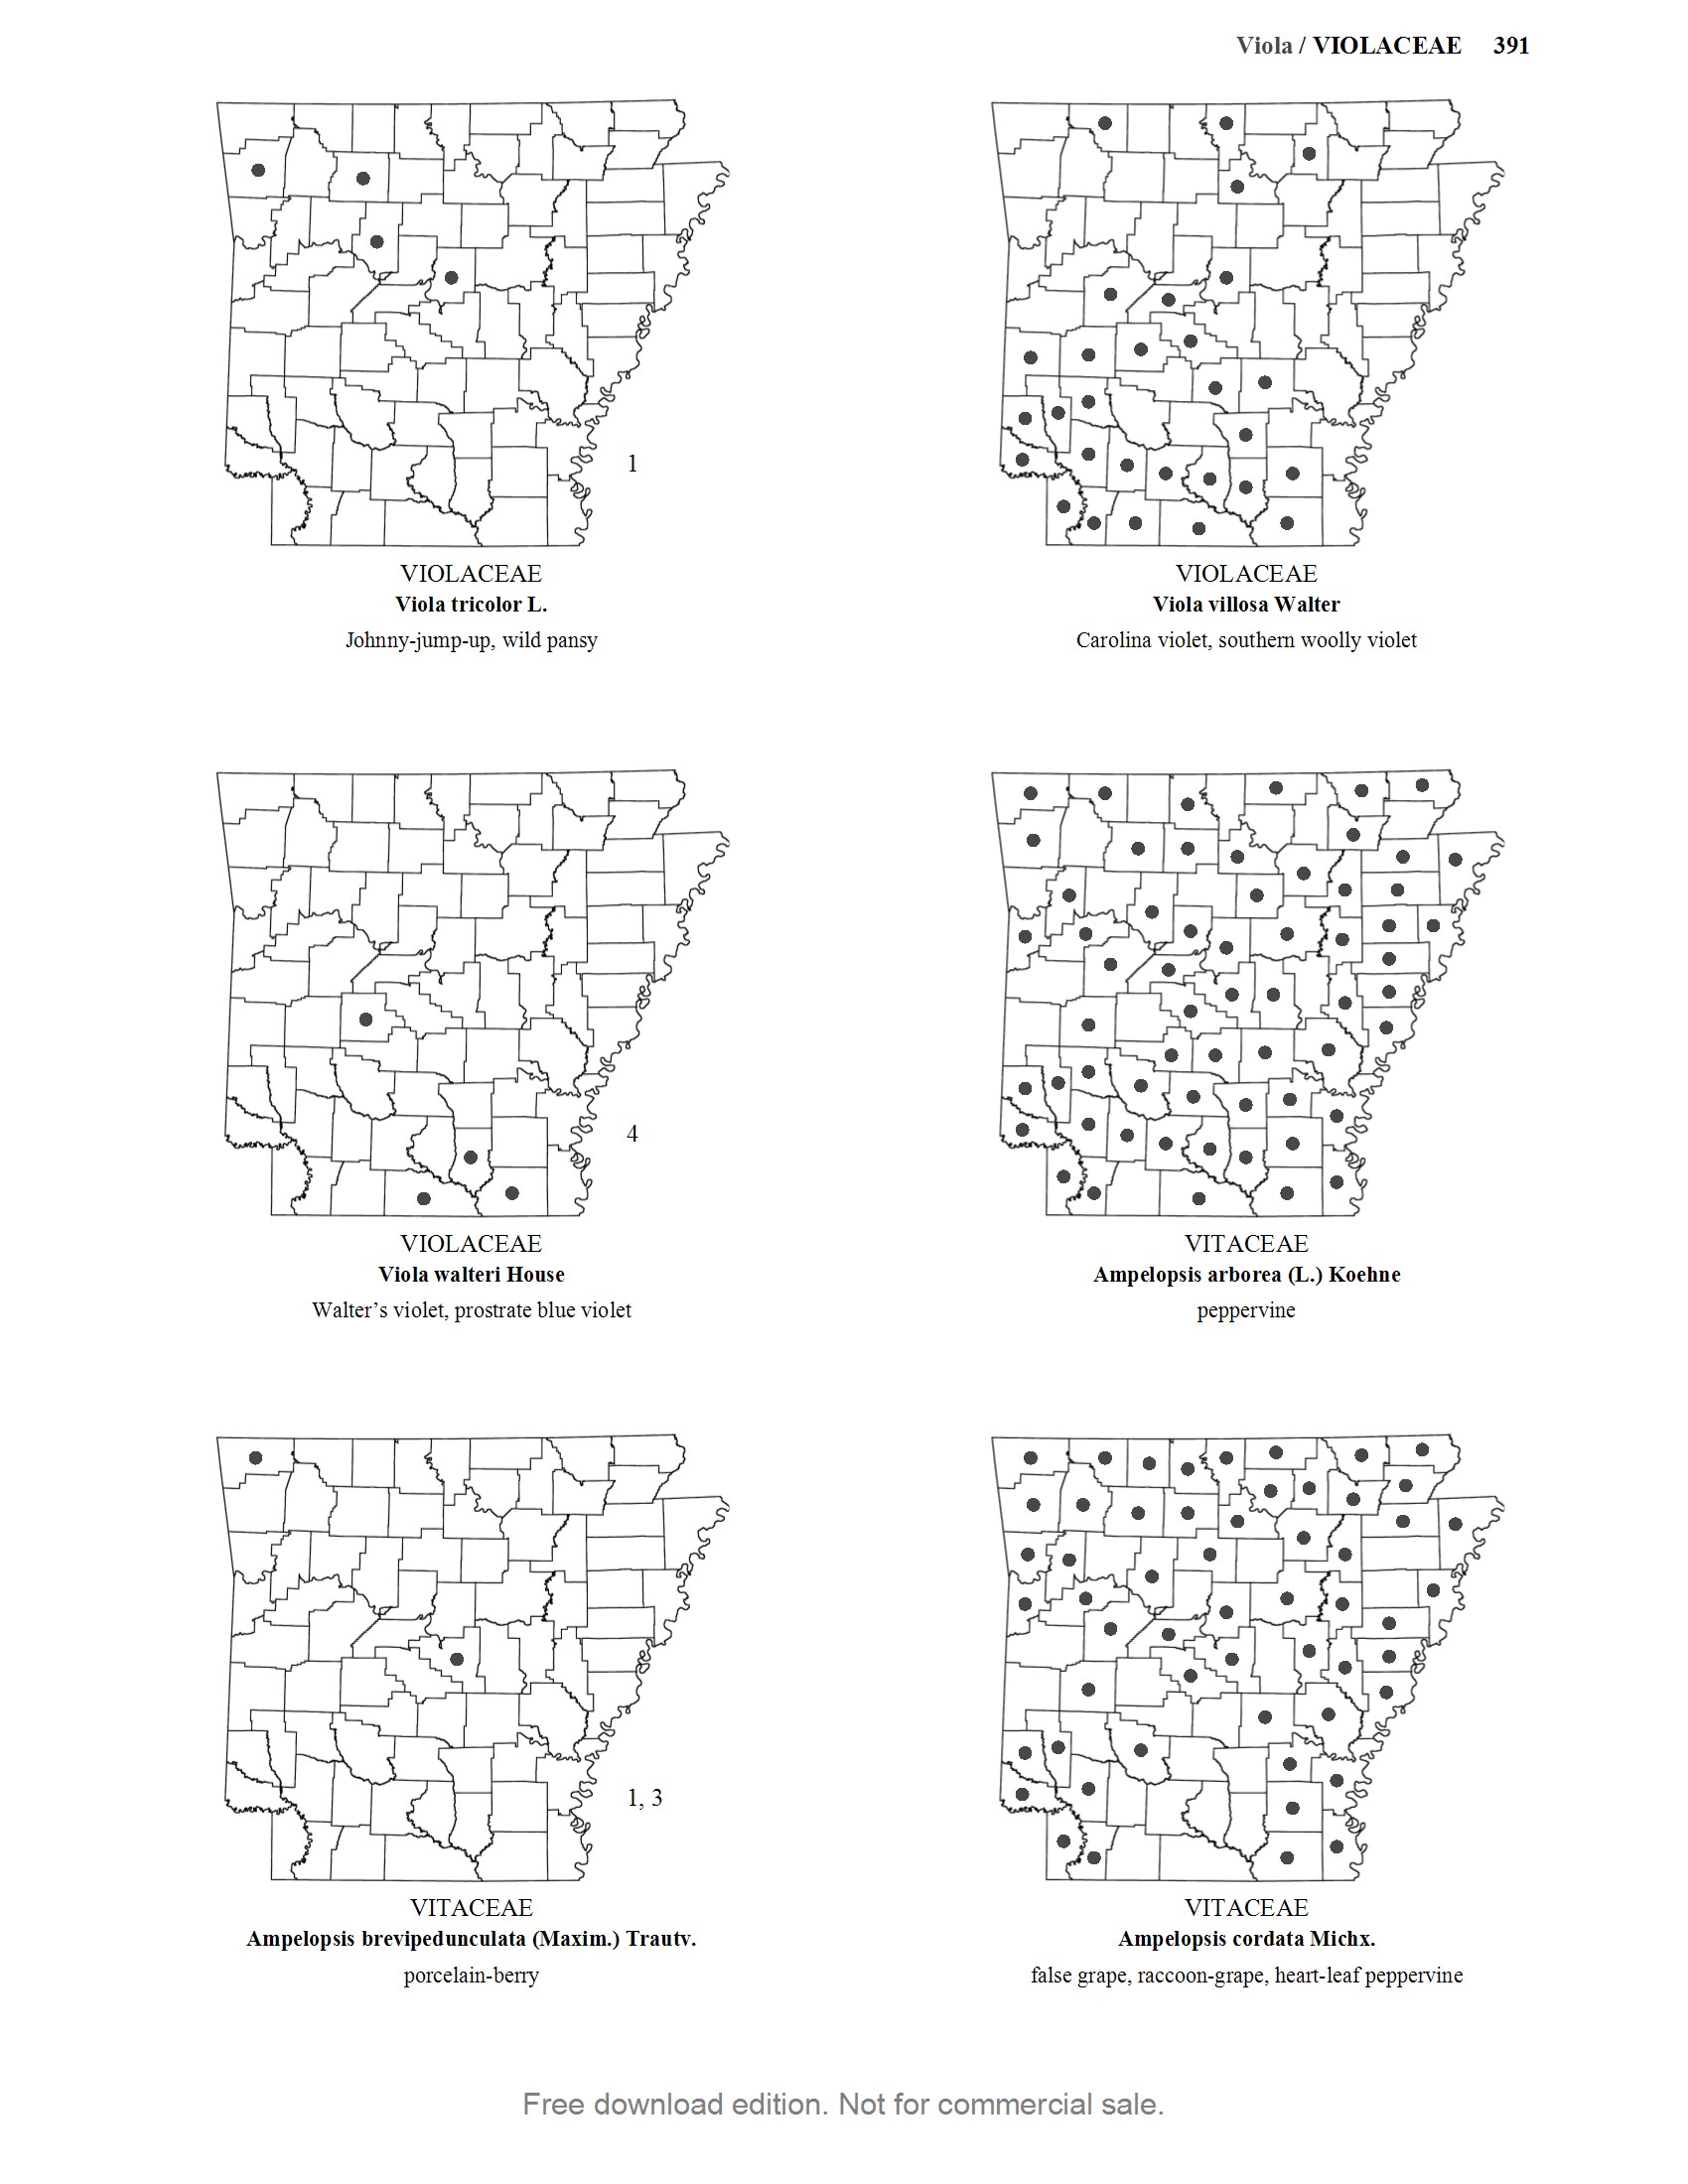 Viola / VIOLACEAE 391
1
VIOLACEAE
Viola tricolor L.
Johnny-jump-up, wild pansy
VIOLACEAE
Viola villosa Walter
Carolina violet, southern woolly violet
4
VIOLACEAE
Viola walteri House
Walter’s violet, prostrate blue violet
VITACEAE
Ampelopsis arborea (L.) Koehne
peppervine
1, 3
VITACEAE
Ampelopsis brevipedunculata (Maxim.) Trautv.
porcelain-berry
VITACEAE
Ampelopsis cordata Michx.
false grape, raccoon-grape, heart-leaf peppervine
Free download edition. Not for commercial sale.